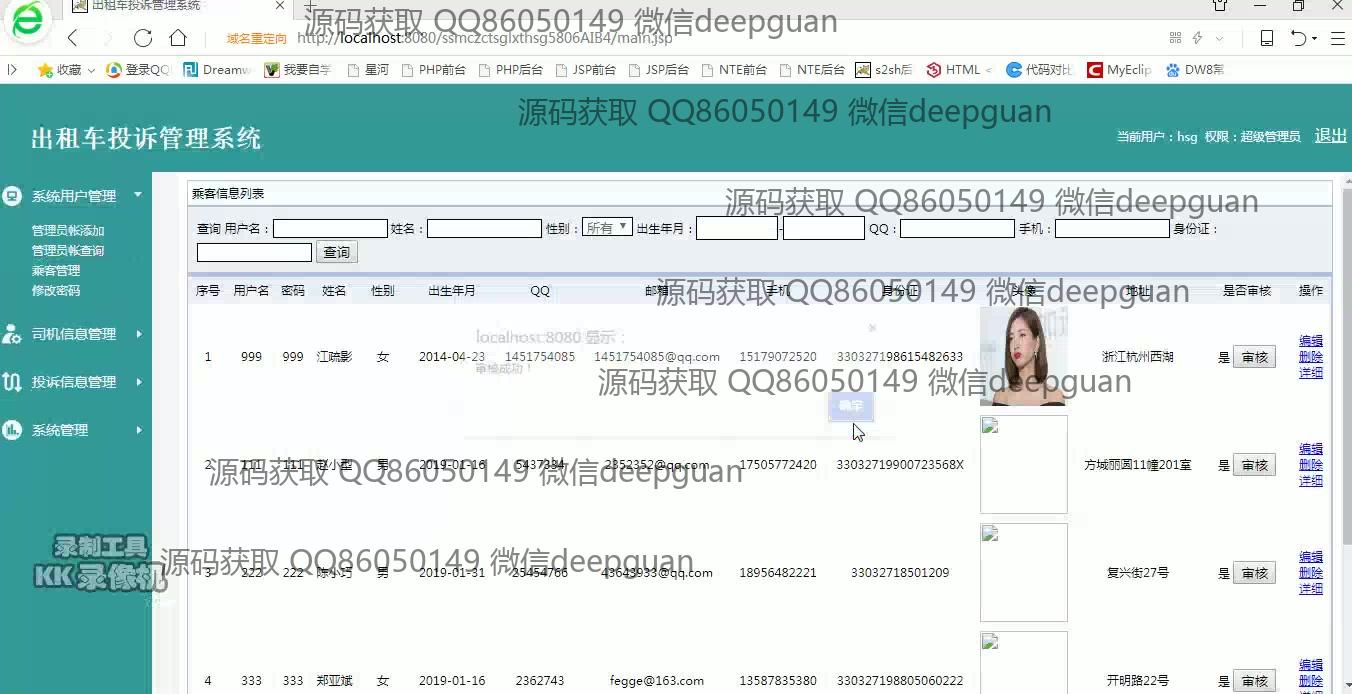 出租车投诉管理系统
源码获取 QQ86050149 微信deepguan
域名重定向 http://localhost:8080/ssmczctsglxthsg5806AIB4/main.jsp
收藏 登录QQ Dreamw 我要自学 星河 PHP前台 PHP后台 JSP前台 JSP后台 NTE前台 NTE后台 s2sh后 HTML < 代码对比 MyEclip DW8常
源码获取 QQ86050149 微信deepguan
出租车投诉管理系统
当前用户：hsg 权限：超级管理员 退出
系统用户管理
管理员帐添加
管理员帐查询
乘客管理
修改密码
司机信息管理
投诉信息管理
系统管理
乘客信息列表
源码获取 QQ86050149 微信deepguan
查询 用户名： 姓名： 性别： 所有 出生年月： - QQ： 手机： 身份证：
查询
序号 用户名 密码 姓名 性别 出生年月 QQ 邮箱 手机 身份证 头像 地址 是否审核 操作
源码获取 QQ86050149 微信deepguan
localhost:8080 显示：
审核成功！
确定
1 999 999 江疏影 女 2014-04-23 1451754085 1451754085@qq.com 15179072520 330327198615482633 浙江杭州西湖 是 审核 编辑 删除 详细
源码获取 QQ86050149 微信deepguan
2 111 111 赵小型 男 2019-01-16 5437334 2352352@qq.com 17505772420 33032719900723568X 方域丽园11幢201室 是 审核 编辑 删除 详细
源码获取 QQ86050149 微信deepguan
录制工具
KK录像机
源码获取 QQ86050149 微信deepguan
3 222 222 陈小巧 男 2019-01-31 25454766 43643933@qq.com 18956482221 33032718501209 复兴街27号 是 审核 编辑 删除 详细
4 333 333 郑亚斌 女 2019-01-16 2362743 fegge@163.com 13587835380 330327198805060222 开明路22号 是 审核 编辑 删除